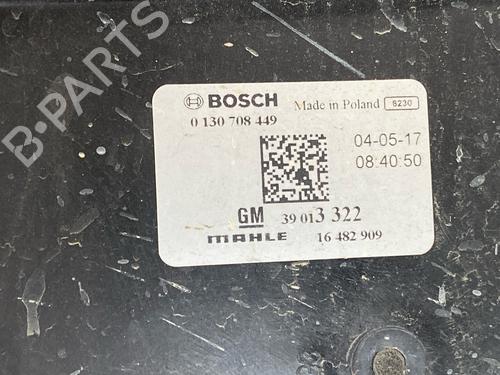 B-PARTS
BOSCH Made in Poland 8230
0 130 708 449
04-05-17
08:40:50
GM 39 013 322
MAHLE 16 482 909